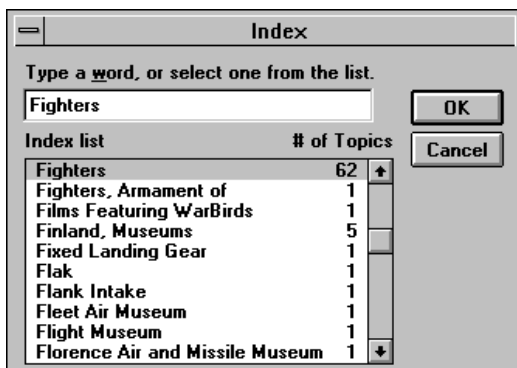 Index
Type a word, or select one from the list.
Fighters
OK
Index list # of Topics
Cancel
Fighters 62
Fighters, Armament of 1
Films Featuring WarBirds 1
Finland, Museums 5
Fixed Landing Gear 1
Flak 1
Flank Intake 1
Fleet Air Museum 1
Flight Museum 1
Florence Air and Missile Museum 1